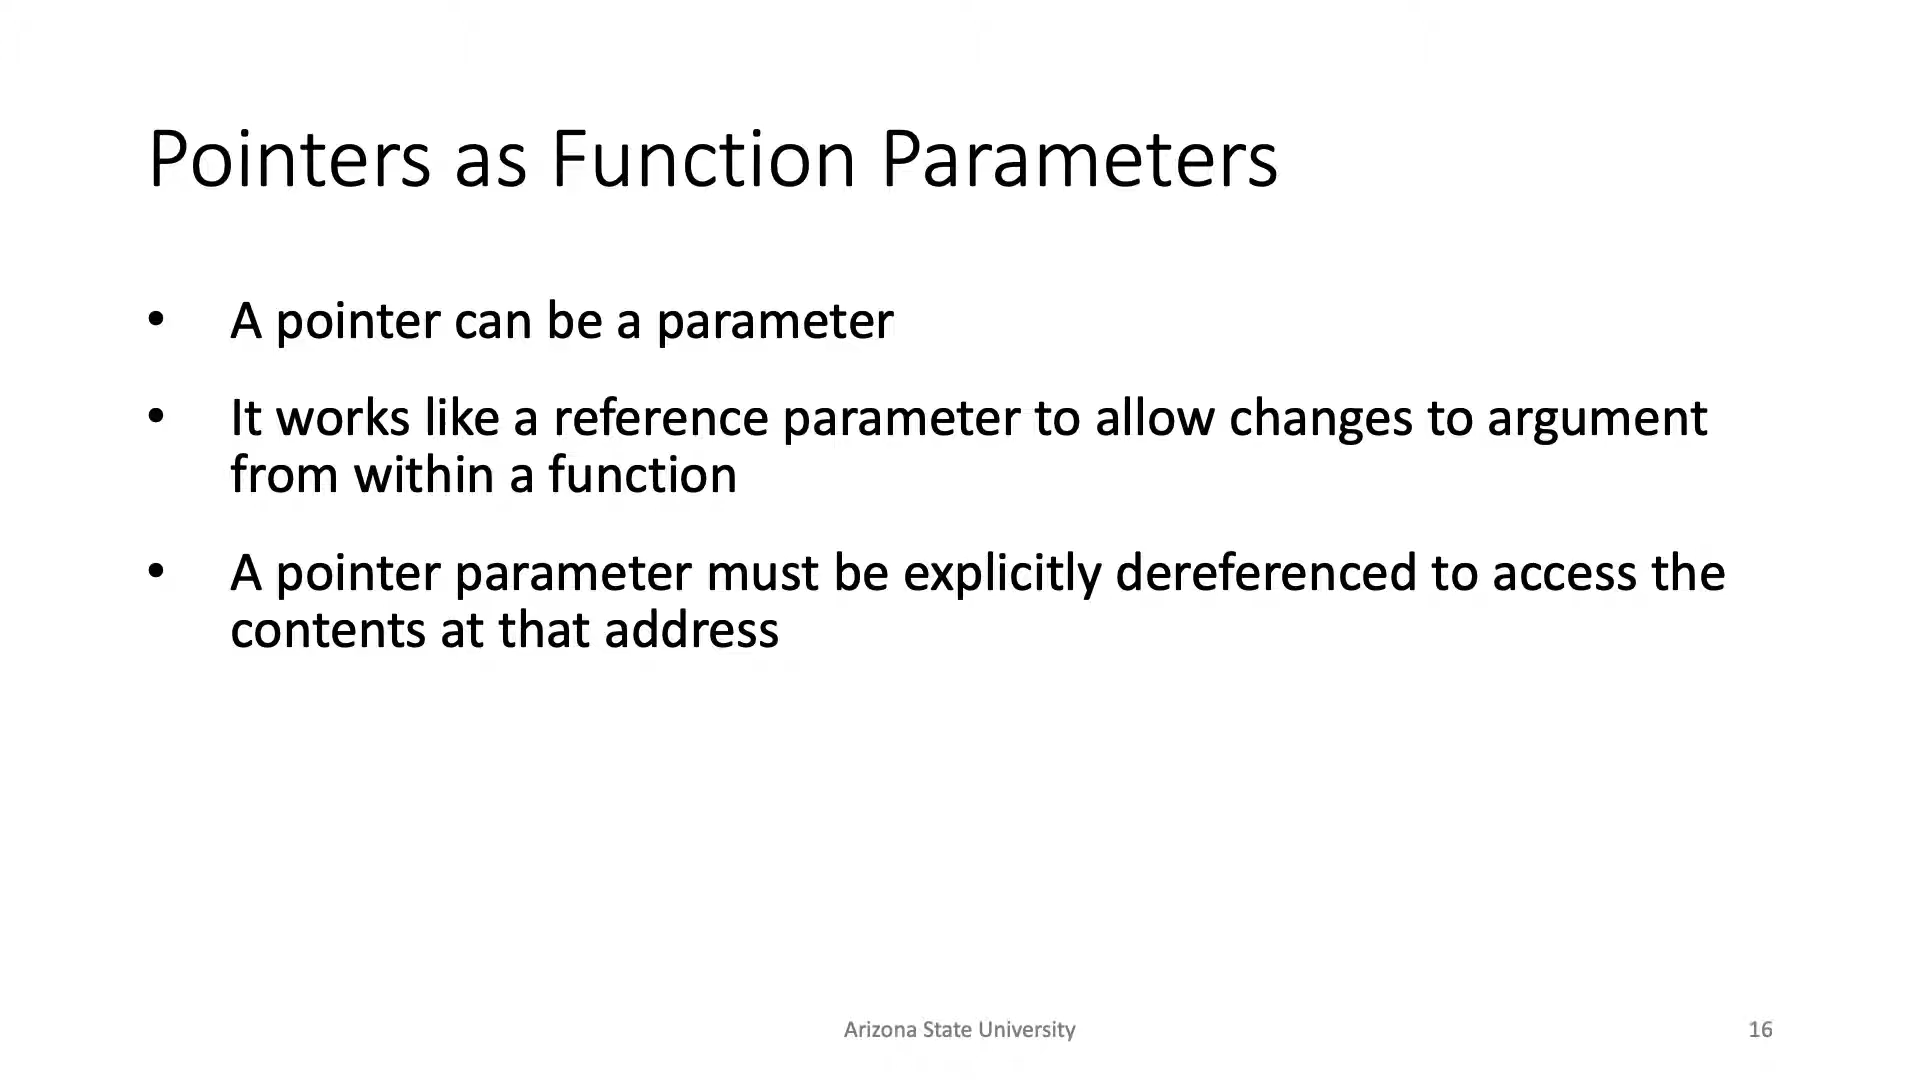 Pointers as Function Parameters
• A pointer can be a parameter
• It works like a reference parameter to allow changes to argument
from within a function
• A pointer parameter must be explicitly dereferenced to access the
contents at that address
Arizona State University
16